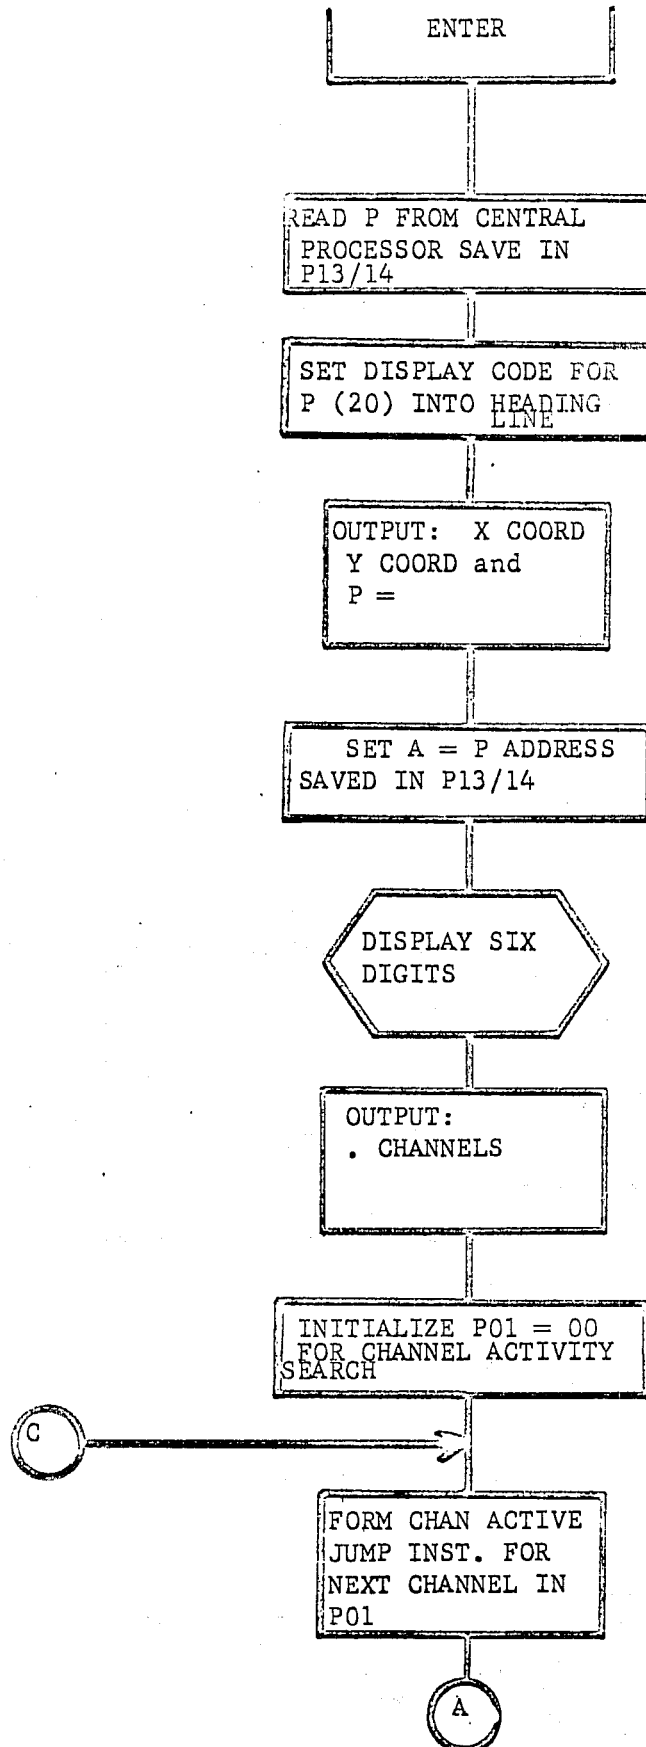 ENTER
READ P FROM CENTRAL
PROCESSOR SAVE IN
P13/14
SET DISPLAY CODE FOR
P (20) INTO HEADING
LINE
OUTPUT: X COORD
Y COORD and
P =
SET A = P ADDRESS
SAVED IN P13/14
DISPLAY SIX
DIGITS
OUTPUT:
. CHANNELS
INITIALIZE P01 = 00
FOR CHANNEL ACTIVITY
SEARCH
C
FORM CHAN ACTIVE
JUMP INST. FOR
NEXT CHANNEL IN
P01
A